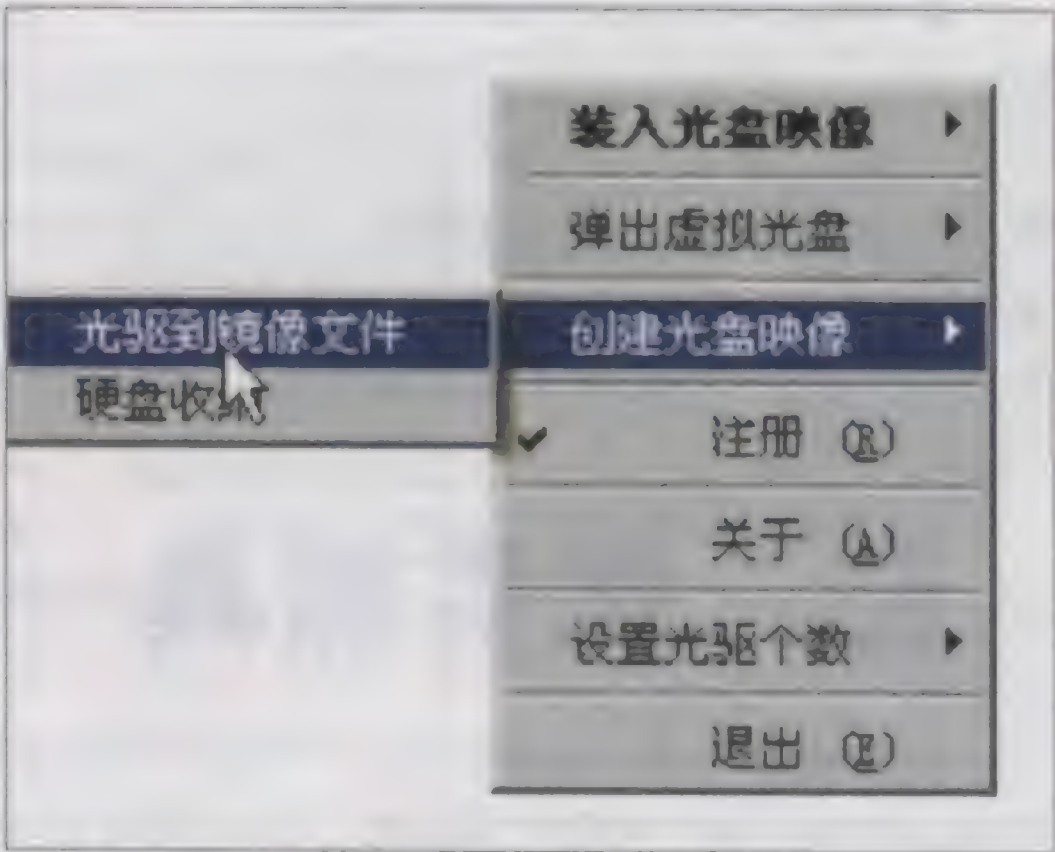 装入光盘映像
弹出虚拟光盘
创建光盘映像
光驱到镜像文件
硬盘收纳
注册 (R)
关于 (A)
设置光驱个数
退出 (E)